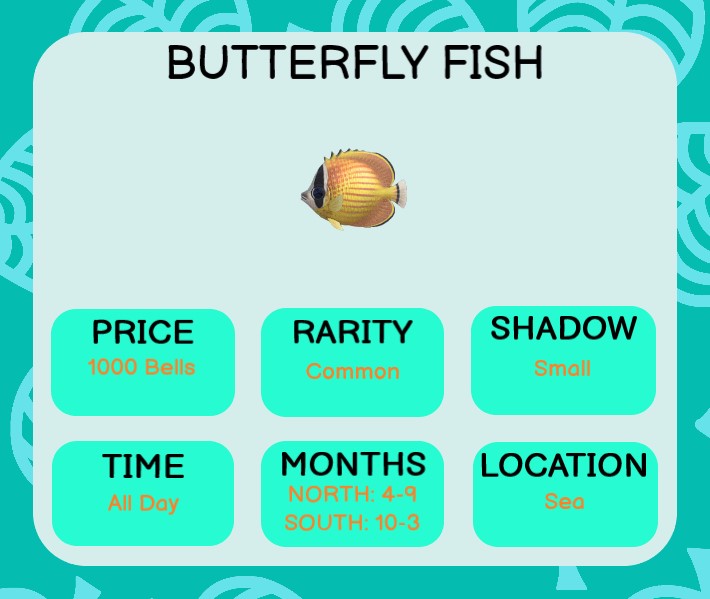 BUTTERFLY FISH
PRICE
1000 Bells
RARITY
Common
SHADOW
Small
TIME
All Day
MONTHS
NORTH: 4-9
SOUTH: 10-3
LOCATION
Sea